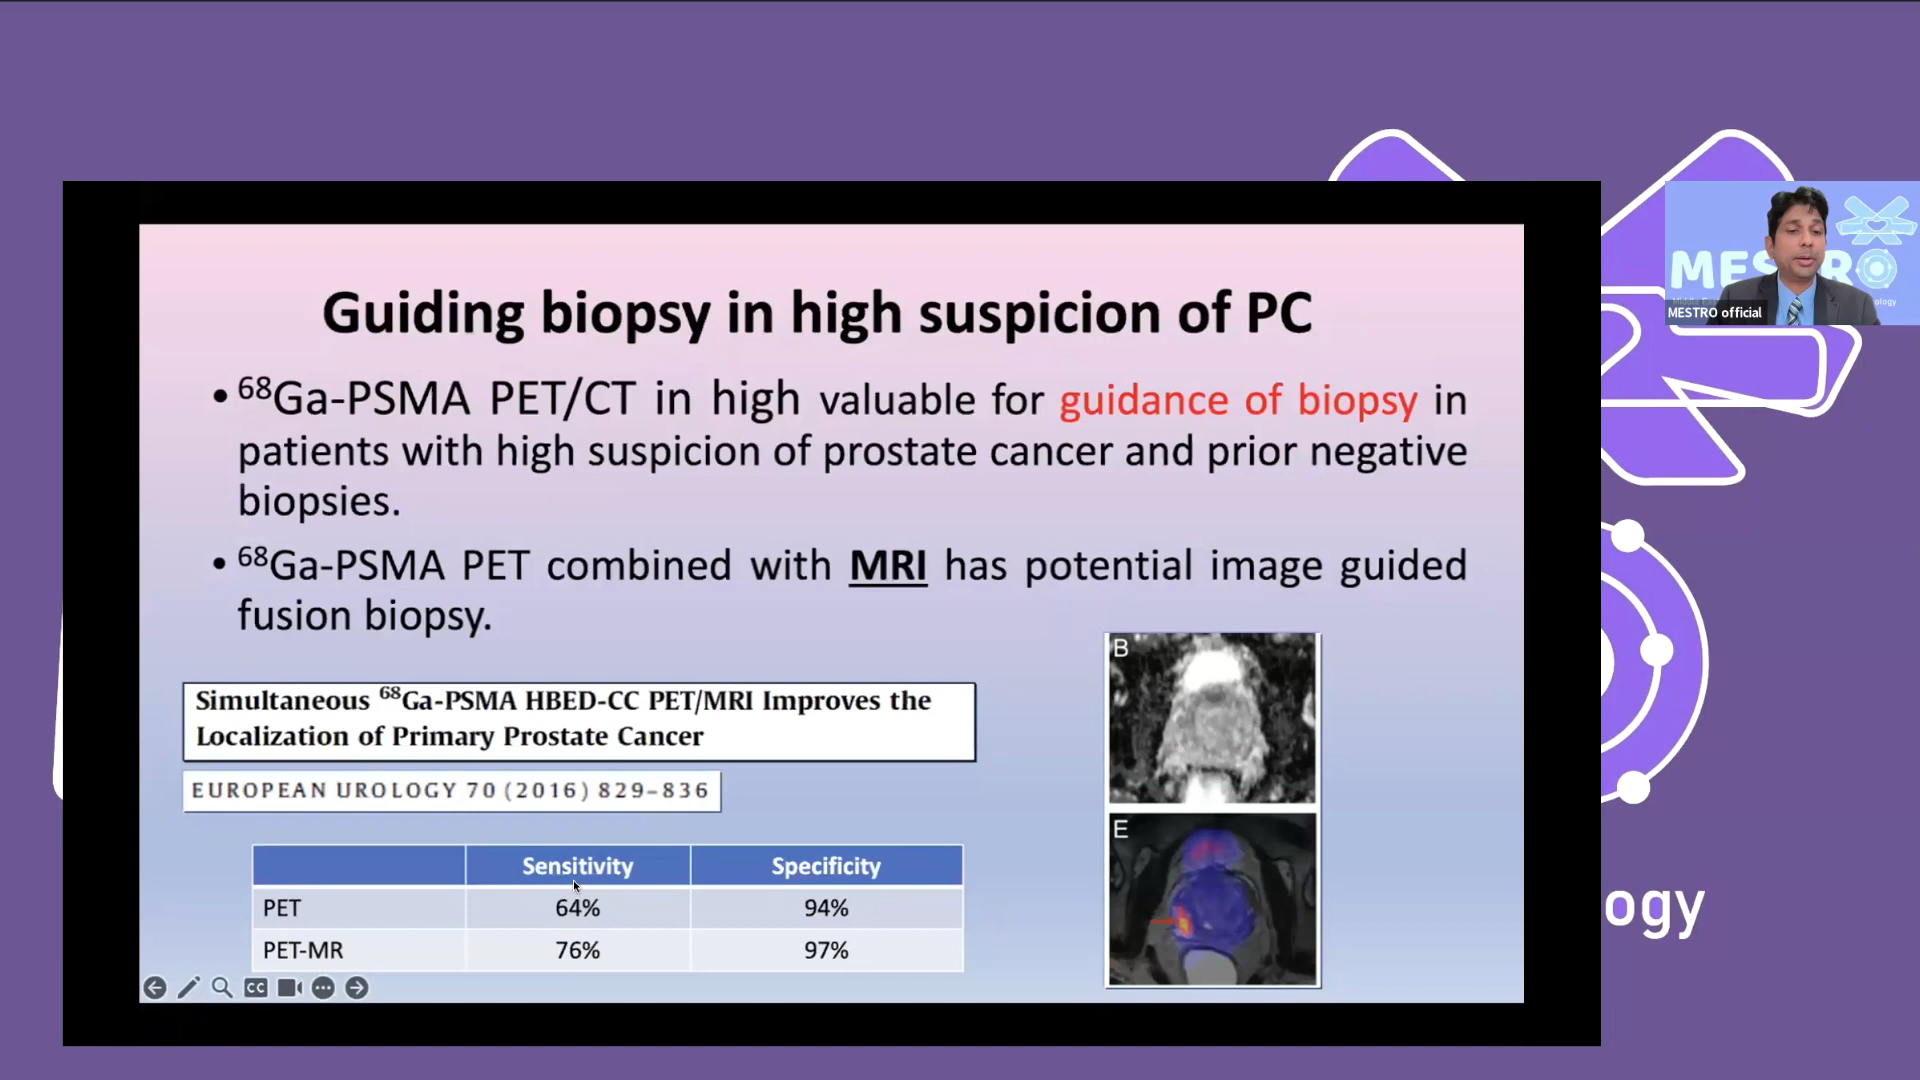 Guiding biopsy in high suspicion of PC
• ⁶⁸Ga-PSMA PET/CT in high valuable for guidance of biopsy in
patients with high suspicion of prostate cancer and prior negative
biopsies.
• ⁶⁸Ga-PSMA PET combined with MRI has potential image guided
fusion biopsy.
Simultaneous ⁶⁸Ga-PSMA HBED-CC PET/MRI Improves the
Localization of Primary Prostate Cancer
EUROPEAN UROLOGY 70 (2016) 829–836
Sensitivity Specificity
PET 64% 94%
PET-MR 76% 97%
B
E
CC
MESTRO official
ology
ogy